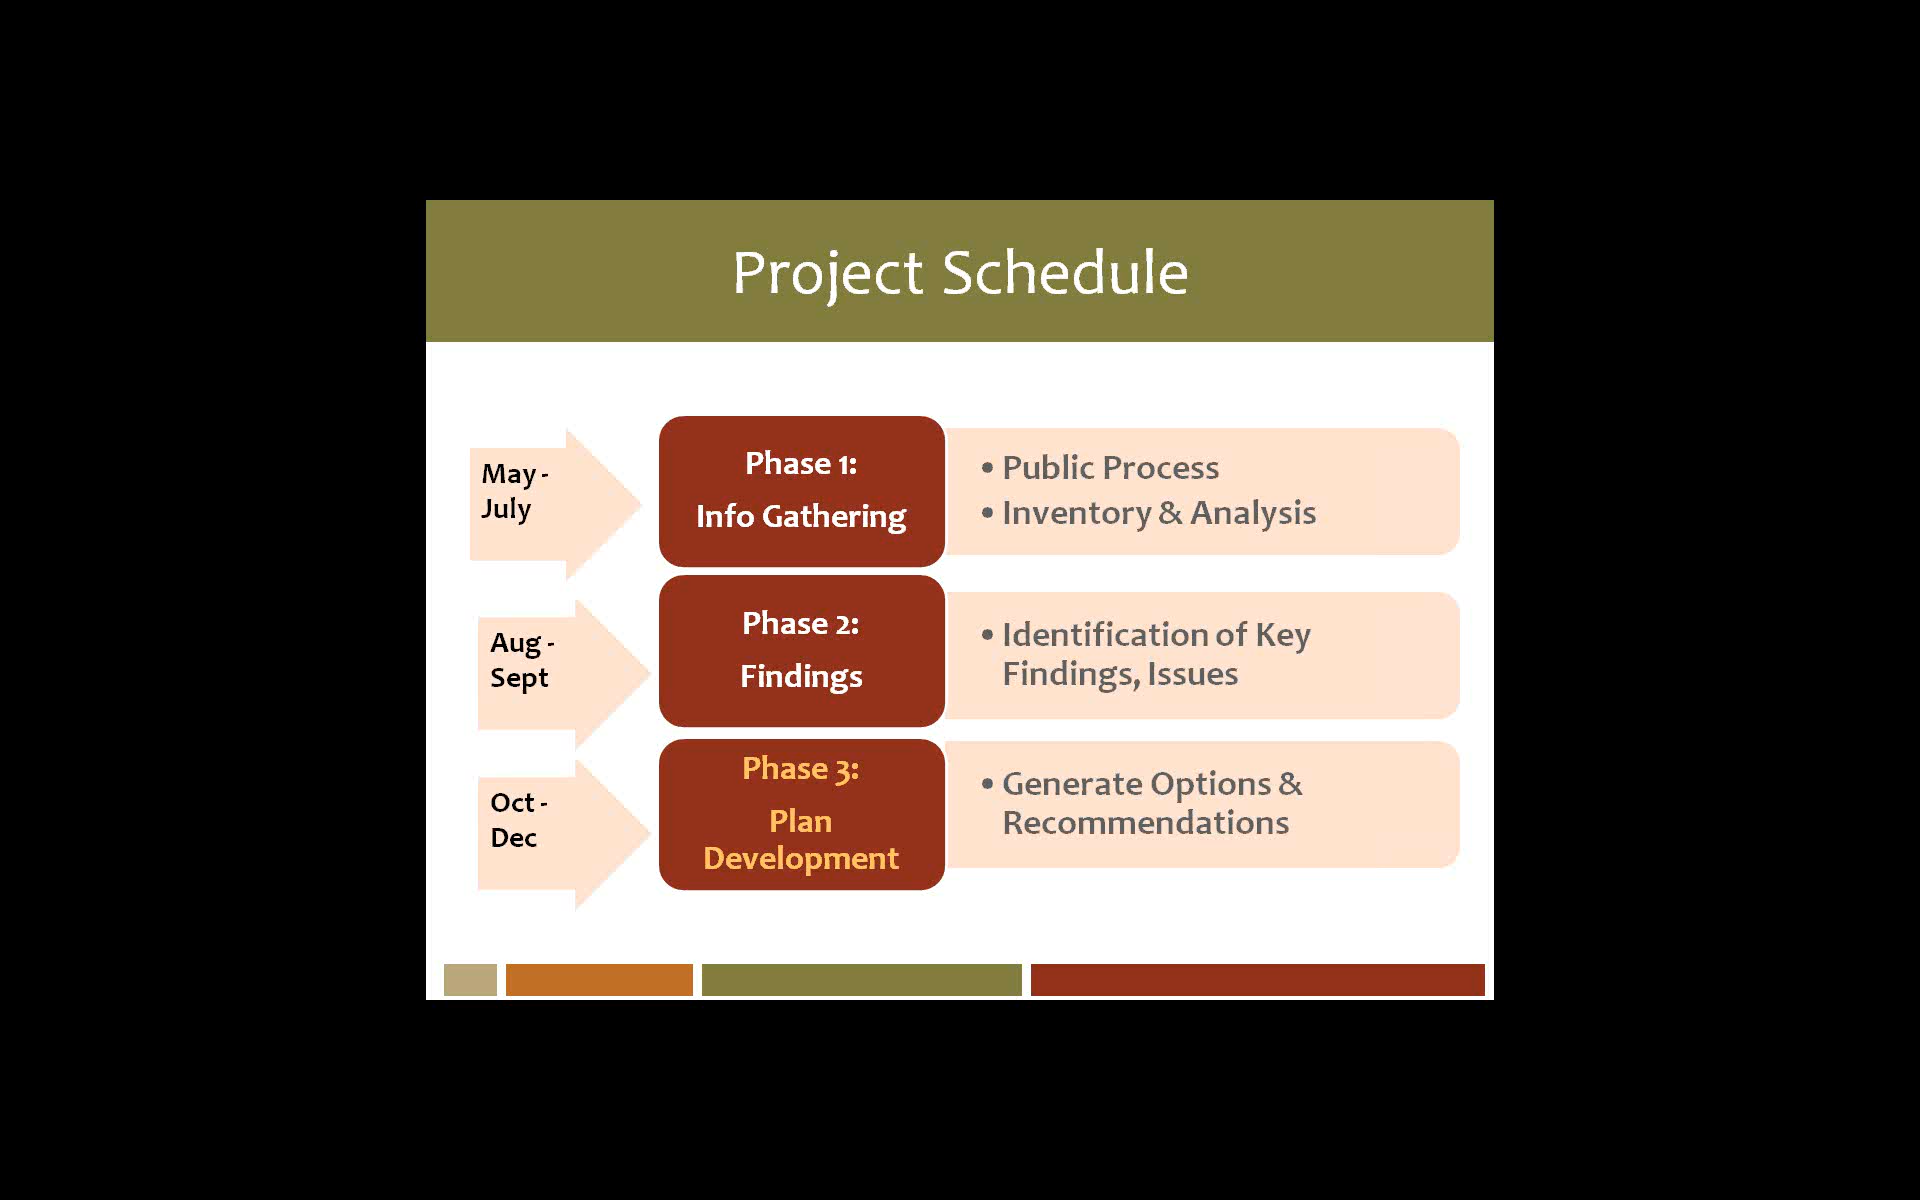 Project Schedule
May -
July
Phase 1:
Info Gathering
• Public Process
• Inventory & Analysis
Aug -
Sept
Phase 2:
Findings
• Identification of Key
Findings, Issues
Oct -
Dec
Phase 3:
Plan
Development
• Generate Options &
Recommendations